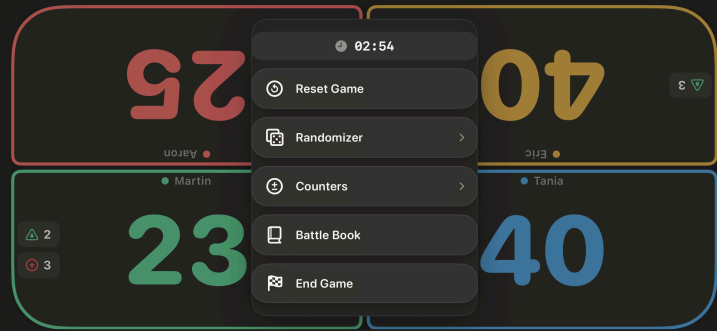 25
Aaron
40
Eric
3
02:54
Reset Game
Randomizer
Counters
Battle Book
End Game
Martin
23
2
3
Tania
40